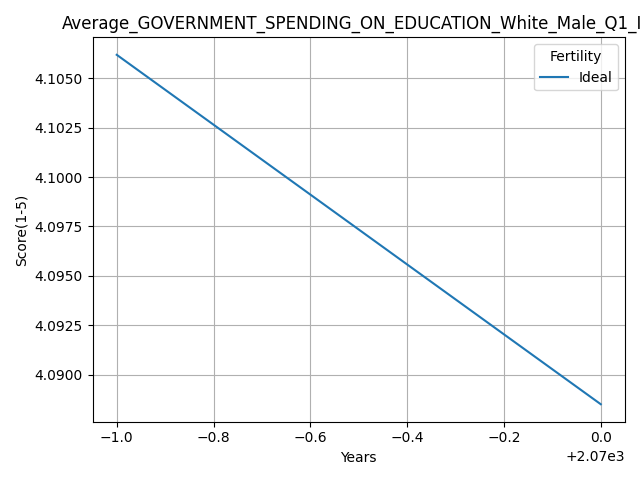 Average_GOVERNMENT_SPENDING_ON_EDUCATION_White_Male_Q1_I
Fertility
Ideal
4.1050
4.1025
4.1000
4.0975
4.0950
4.0925
4.0900
Score(1-5)
−1.0 −0.8 −0.6 −0.4 −0.2 0.0
Years
+2.07e3